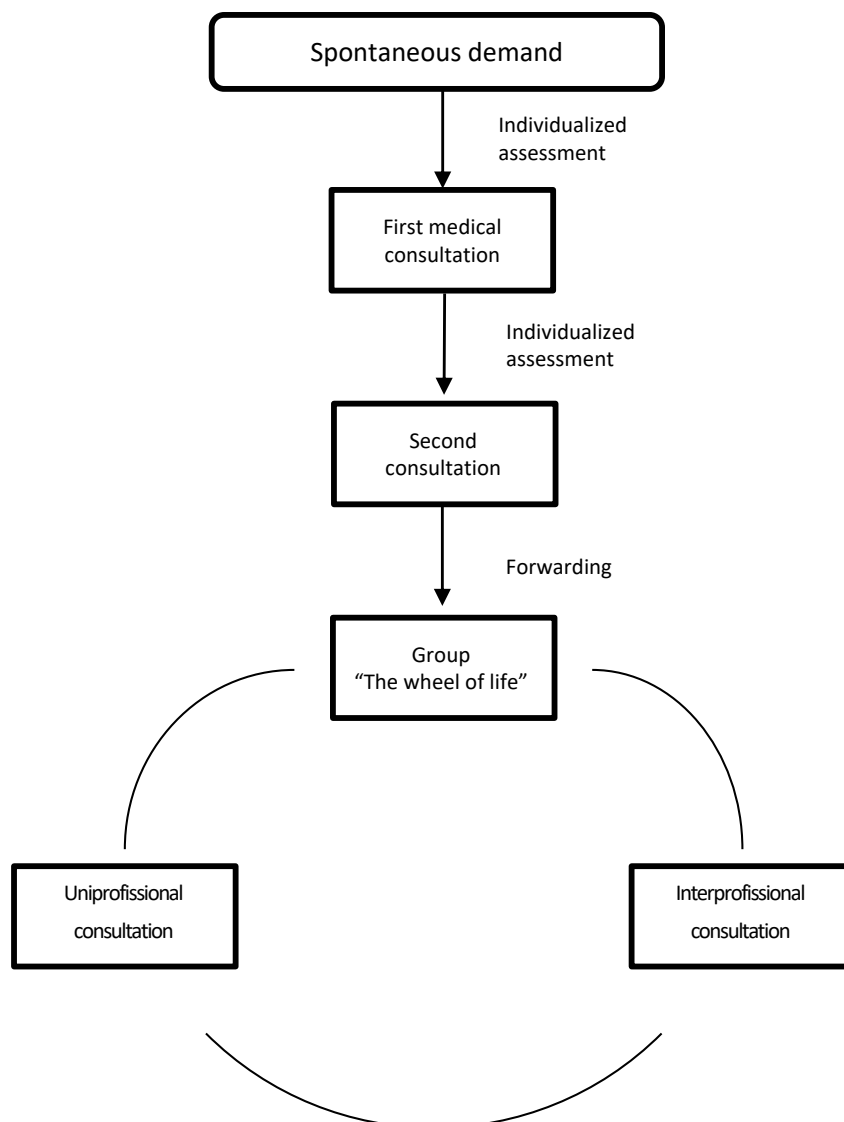 Spontaneous demand
Individualized
assessment
First medical
consultation
Individualized
assessment
Second
consultation
Forwarding
Group
“The wheel of life”
Uniprofissional
consultation
Interprofissional
consultation